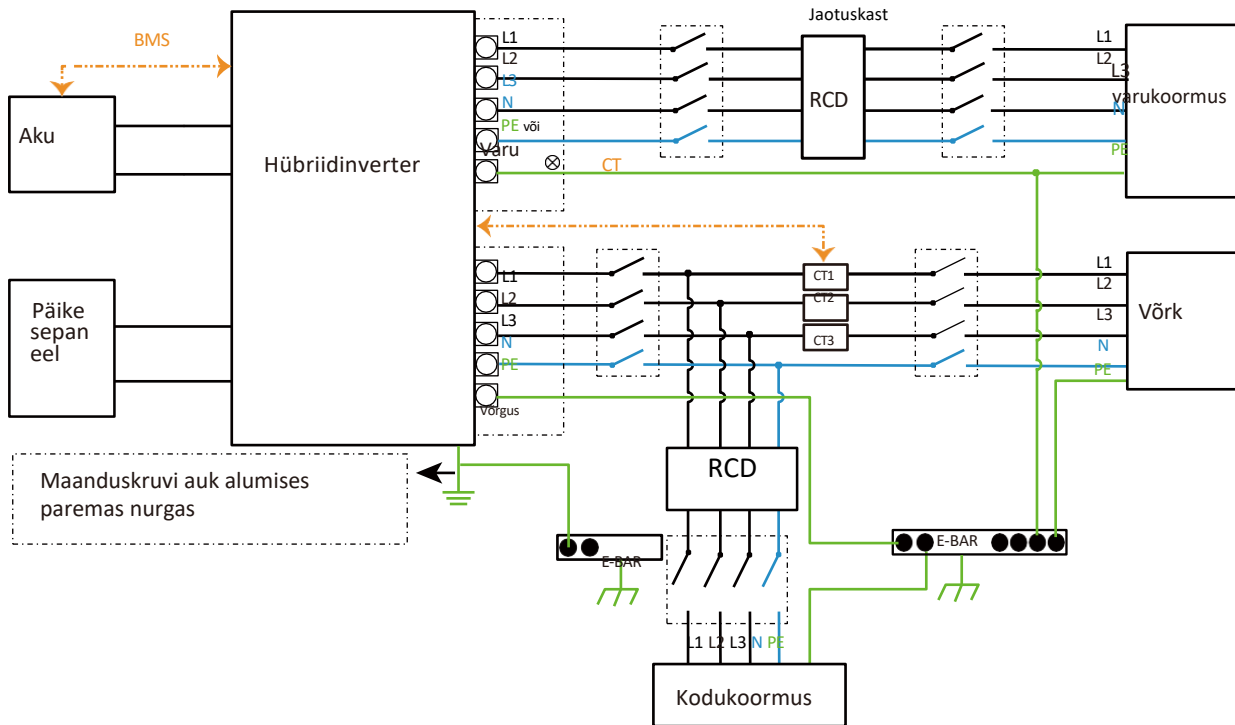 Jaotuskast
BMS
L1
L2
L3
N
PE või
Varu
CT
RCD
L1
L2
L3
varukoormus
N
PE
Aku
Hübriidinverter
L1
L2
L3
N
PE
Võrgus
CT1
CT2
CT3
L1
L2
L3
N
PE
Võrk
Päike
sepan
eel
Maanduskruvi auk alumises
paremas nurgas
RCD
E-BAR
E-BAR
L1 L2 L3 N PE
Kodukoormus